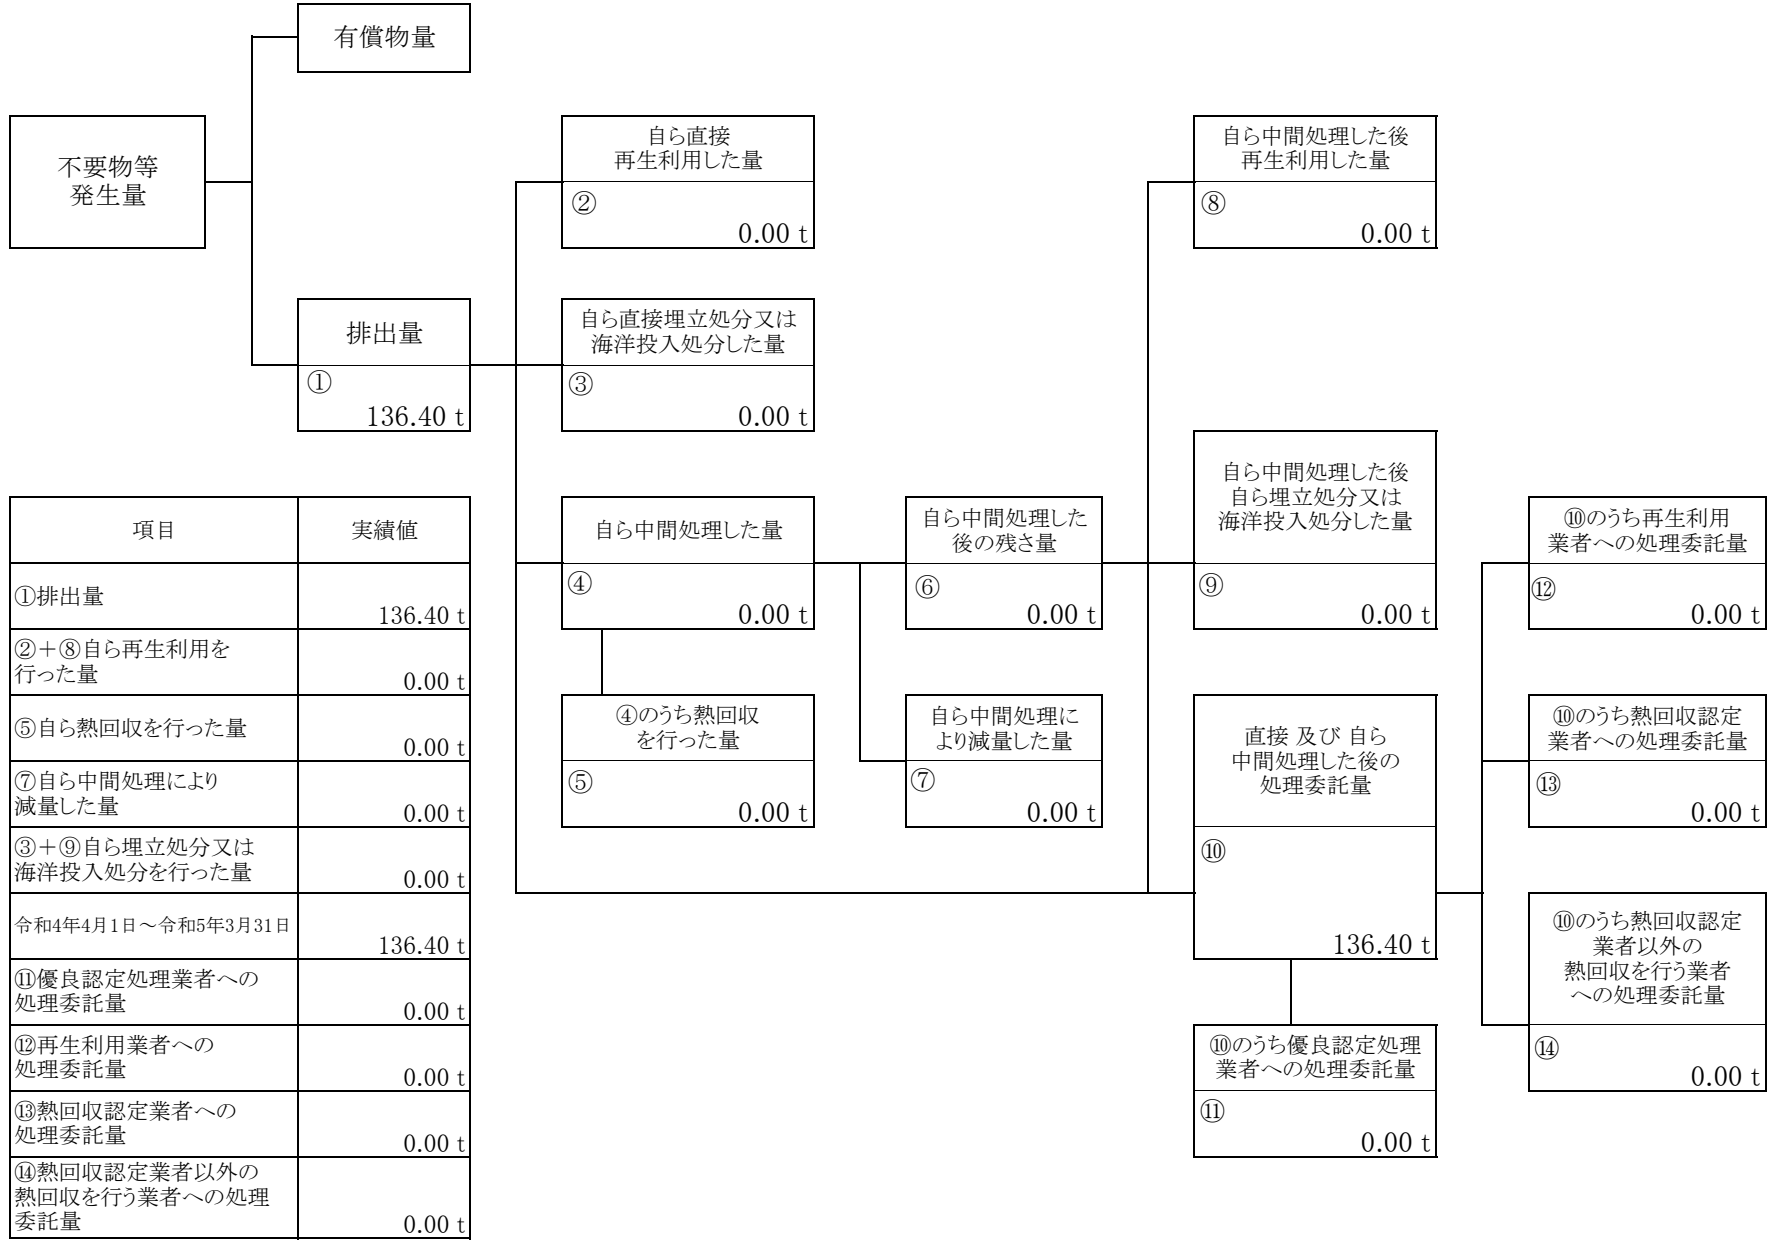 有償物量
不要物等
発生量
自ら直接
再生利用した量
②
0.00 t
自ら中間処理した後
再生利用した量
⑧
0.00 t
排出量
①
136.40 t
自ら直接埋立処分又は
海洋投入処分した量
③
0.00 t
自ら中間処理した量
④
0.00 t
自ら中間処理した
後の残さ量
⑥
0.00 t
自ら中間処理した後
自ら埋立処分又は
海洋投入処分した量
⑨
0.00 t
⑩のうち再生利用
業者への処理委託量
⑫
0.00 t
④のうち熱回収
を行った量
⑤
0.00 t
自ら中間処理に
より減量した量
⑦
0.00 t
直接 及び 自ら
中間処理した後の
処理委託量
⑩
136.40 t
⑩のうち熱回収認定
業者への処理委託量
⑬
0.00 t
⑩のうち熱回収認定
業者以外の
熱回収を行う業者
への処理委託量
⑭
0.00 t
⑩のうち優良認定処理
業者への処理委託量
⑪
0.00 t
項目 実績値
①排出量
136.40 t
②＋⑧自ら再生利用を
行った量
0.00 t
⑤自ら熱回収を行った量
0.00 t
⑦自ら中間処理により
減量した量
0.00 t
③＋⑨自ら埋立処分又は
海洋投入処分を行った量
0.00 t
令和4年4月1日～令和5年3月31日
136.40 t
⑪優良認定処理業者への
処理委託量
0.00 t
⑫再生利用業者への
処理委託量
0.00 t
⑬熱回収認定業者への
処理委託量
0.00 t
⑭熱回収認定業者以外の
熱回収を行う業者への処理
委託量
0.00 t